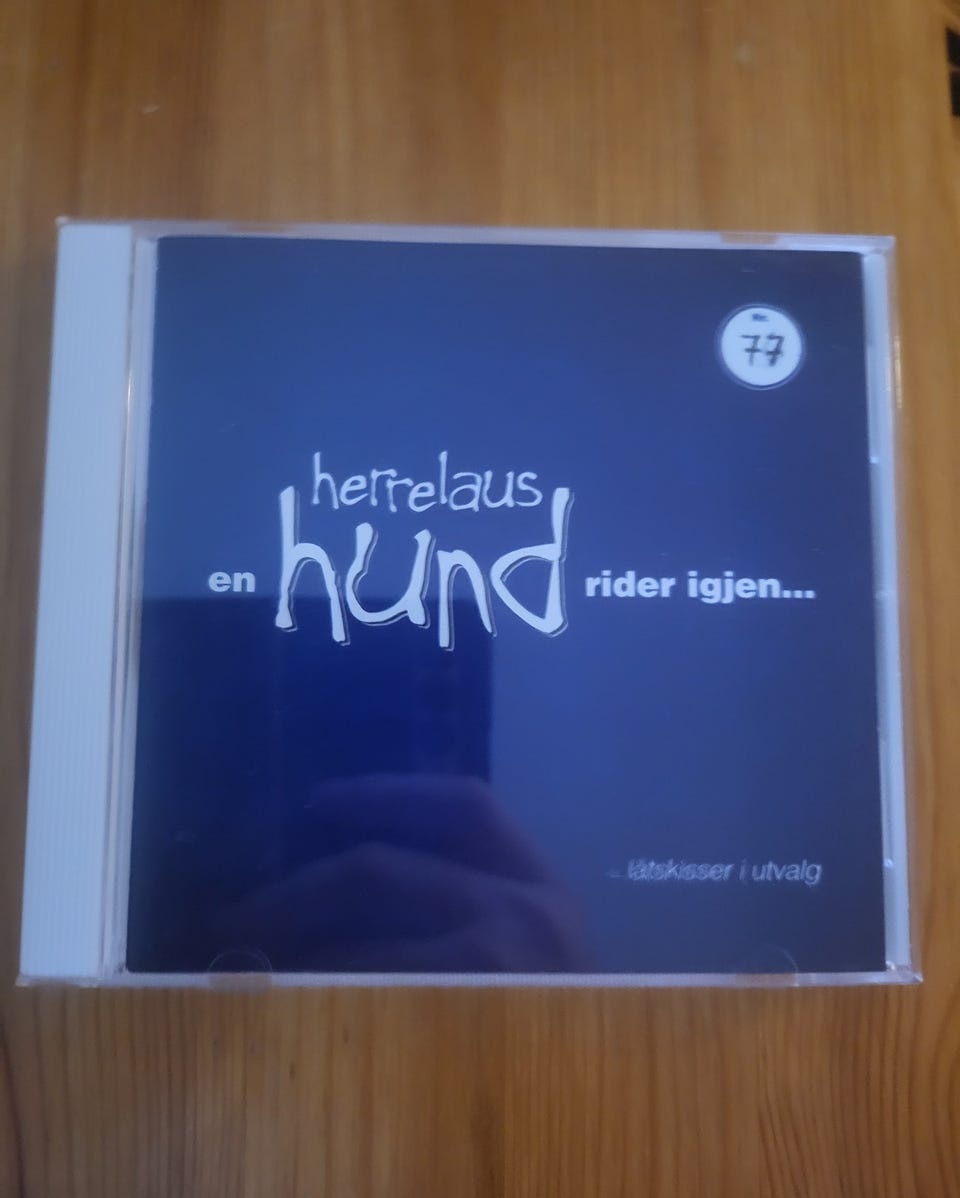 Nr.
77
herrelaus
en hund rider igjen...
låtskisser i utvalg